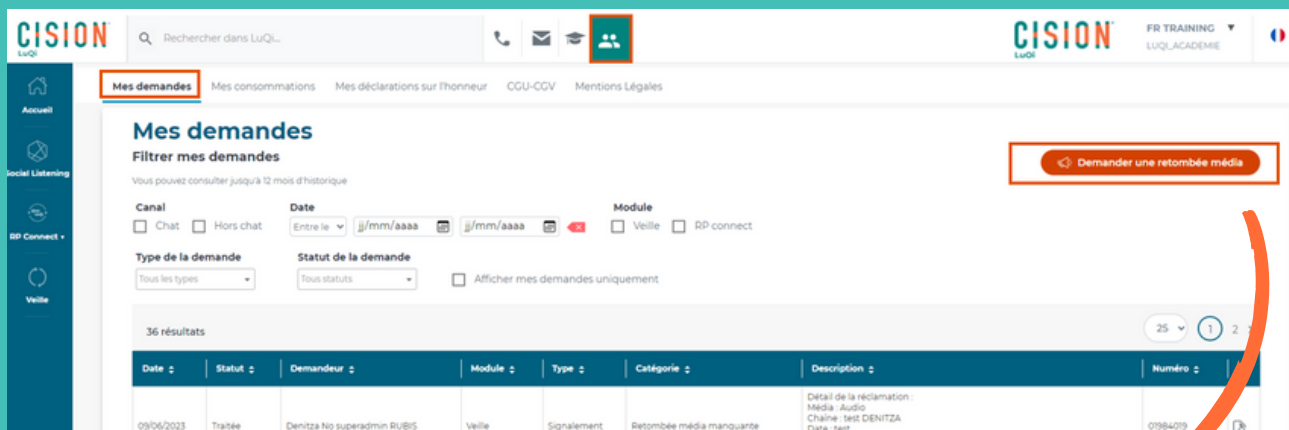 CISION
LuQi
Rechercher dans LuQi...
CISION
LuQi
FR TRAINING
LUQI_ACADEMIE
Accueil
Social Listening
RP Connect +
Veille
Mes demandes Mes consommations Mes déclarations sur l'honneur CGU-CGV Mentions Légales
Mes demandes
Filtrer mes demandes
Vous pouvez consulter jusqu'à 12 mois d'historique
Demander une retombée média
Canal Date Module
Chat Hors chat Entre le jj/mm/aaaa jj/mm/aaaa Veille RP connect
Type de la demande Statut de la demande
Tous les types Tous statuts Afficher mes demandes uniquement
36 résultats 25 1 2
Date Statut Demandeur Module Type Catégorie Description Numéro
Détail de la réclamation :
Média : Audio
Chaine : test DENITZA
09/06/2023 Traitée Denitza No superadmin RUBIS Veille Signalement Retombée média manquante Date : test 01984019